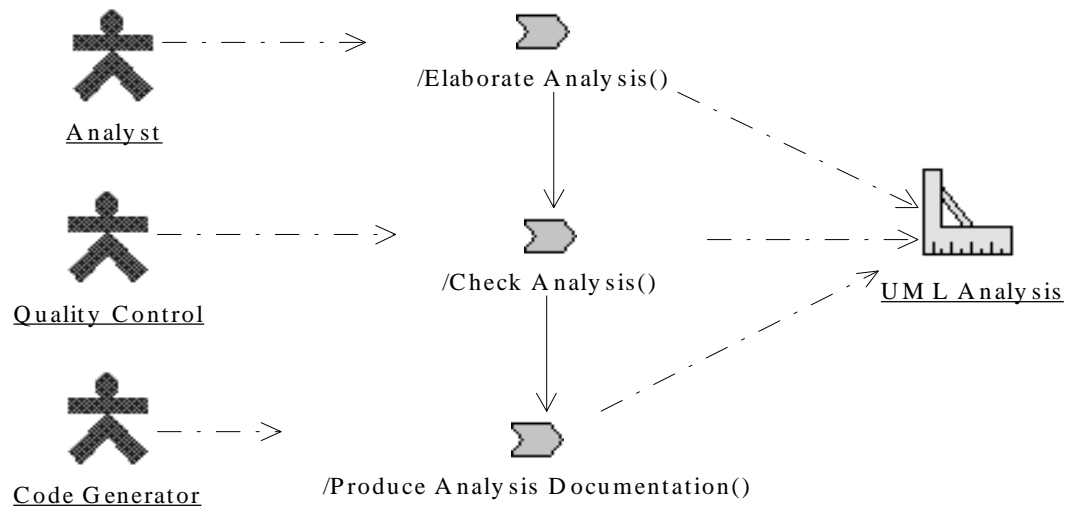 /Elaborate Analysis()
Analyst
/Check Analysis()
UML Analysis
Quality Control
/Produce Analysis Documentation()
Code Generator